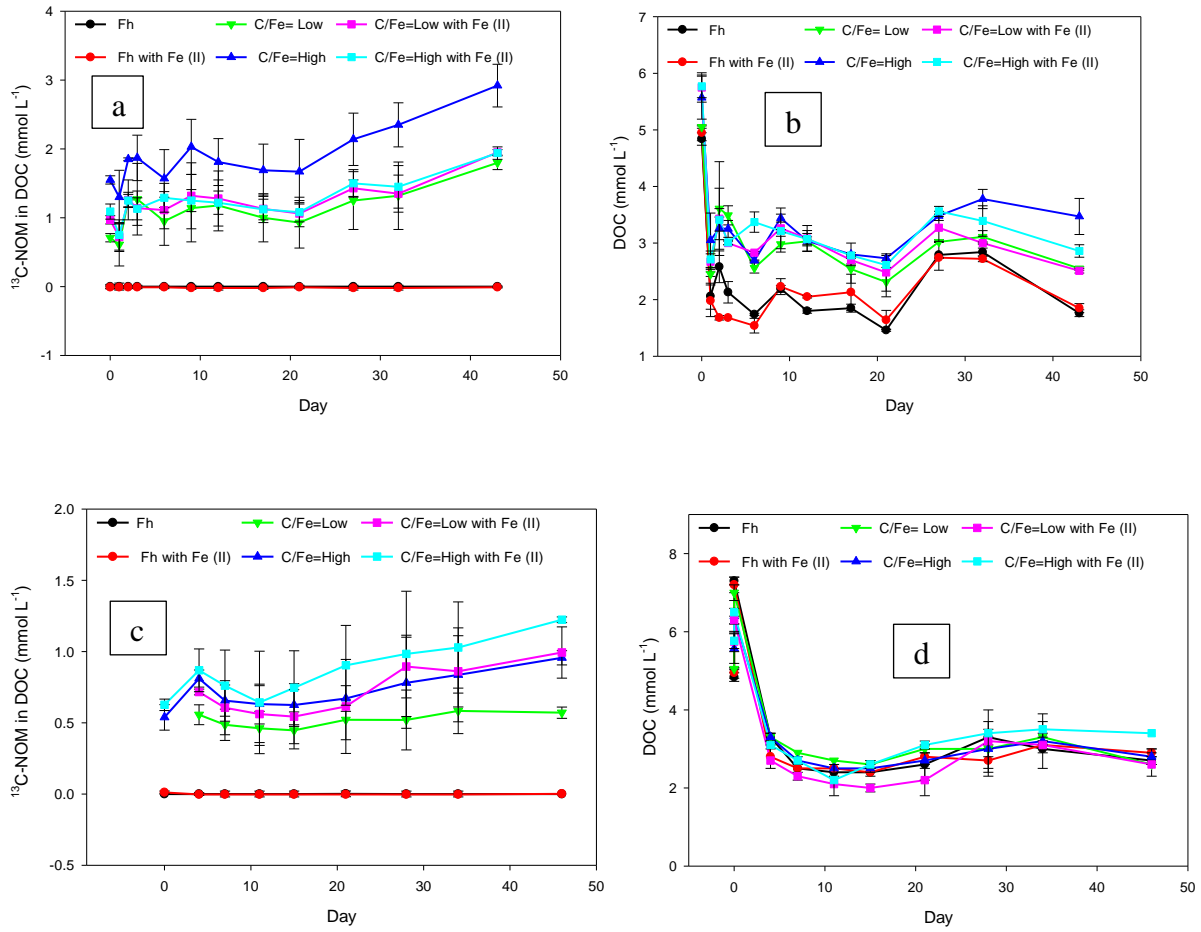 4
3
2
1
0
-1
Fh
C/Fe= Low
C/Fe=Low with Fe (II)
Fh with Fe (II)
C/Fe=High
C/Fe=High with Fe (II)
a
¹³C-NOM in DOC (mmol L⁻¹)
0 10 20 30 40 50
Day
7
6
5
4
3
2
1
Fh
C/Fe= Low
C/Fe=Low with Fe (II)
Fh with Fe (II)
C/Fe=High
C/Fe=High with Fe (II)
b
DOC (mmol L⁻¹)
0 10 20 30 40 50
Day
2.0
1.5
1.0
0.5
0.0
-0.5
Fh
C/Fe=Low
C/Fe=Low with Fe (II)
Fh with Fe (II)
C/Fe=High
C/Fe=High with Fe (II)
c
¹³C-NOM in DOC (mmol L⁻¹)
0 10 20 30 40 50
Day
8
6
4
2
0
Fh
C/Fe= Low
C/Fe=Low with Fe (II)
Fh with Fe (II)
C/Fe=High
C/Fe=High with Fe (II)
d
DOC (mmol L⁻¹)
0 10 20 30 40 50
Day